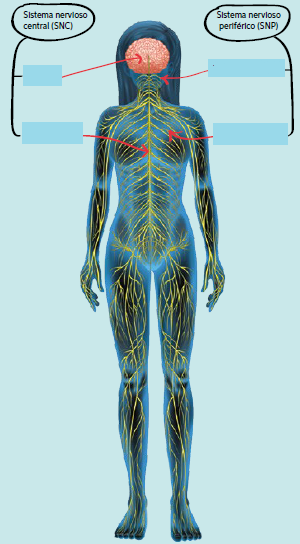 Sistema nervioso
central (SNC)
Sistema nervioso
periférico (SNP)